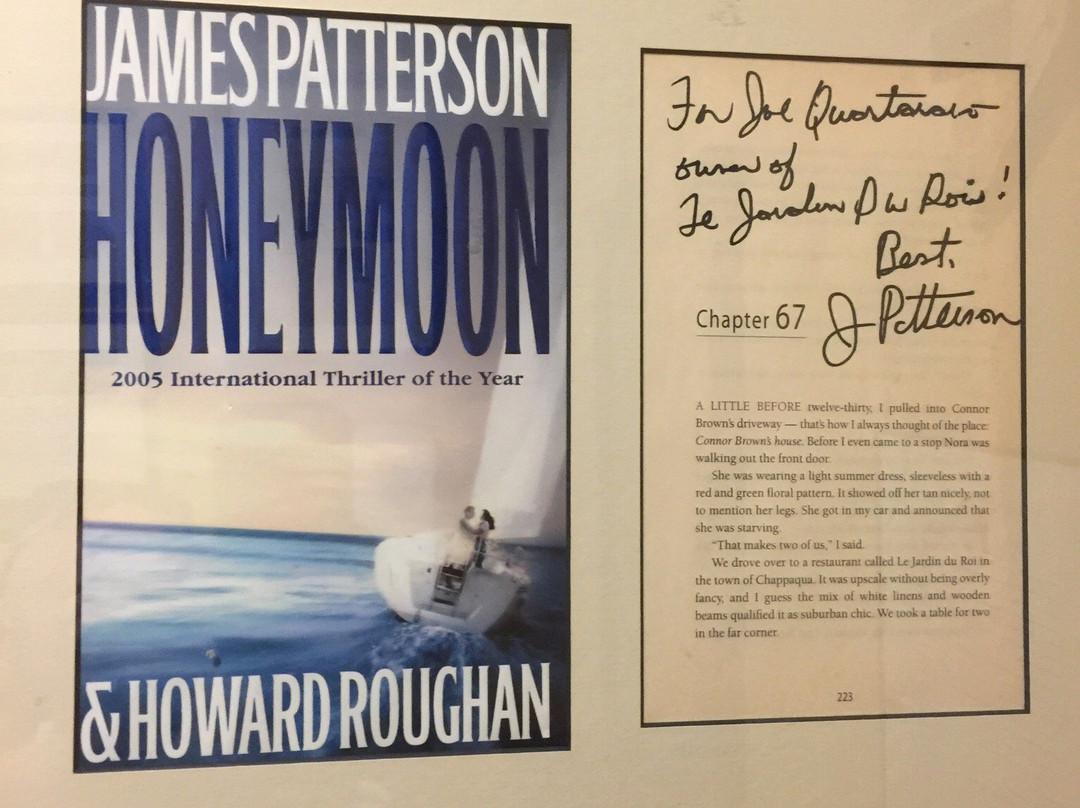 JAMES PATTERSON
HONEYMOON
2005 International Thriller of the Year
& HOWARD ROUGHAN
For Joe Quartararo
owner of
Le Jardin Du Roi!
Best,
J Patterson
Chapter 67
A LITTLE BEFORE twelve-thirty, I pulled into Connor
Brown's driveway — that's how I always thought of the place:
Connor Brown's house. Before I even came to a stop Nora was
walking out the front door.
She was wearing a light summer dress, sleeveless with a
red and green floral pattern. It showed off her tan nicely, not
to mention her legs. She got in my car and announced that
she was starving.
"That makes two of us," I said.
We drove over to a restaurant called Le Jardin du Roi in
the town of Chappaqua. It was upscale without being overly
fancy, and I guess the mix of white linens and wooden
beams qualified it as suburban chic. We took a table for two
in the far corner.
223